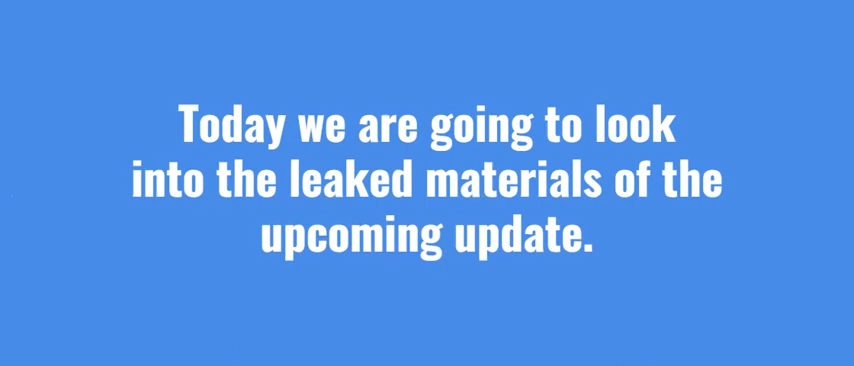 Today we are going to look
into the leaked materials of the
upcoming update.